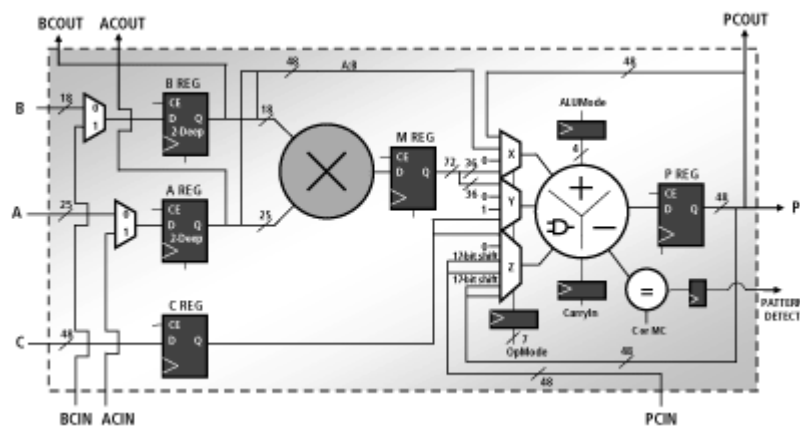 BCOUT ACOUT PCOUT
48 A:B 48
B REG
B 18 0 1 CE D Q 2-Deep 18
ALUMode
M REG
CE D Q 72 36 0 X 4
36 0 1 Y
P REG
CE D Q 48 P
A REG
A 25 0 1 CE D Q 2-Deep 25
0
17-bit shift
17-bit shift
Z
=
CarryIn
C or MC
PATTERN
DETECT
C REG
C 48 CE D Q
7
OpMode
48
48
BCIN ACIN PCIN